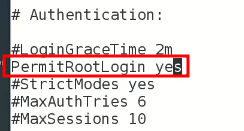 # Authentication:
#LoginGraceTime 2m
PermitRootLogin yes
#StrictModes yes
#MaxAuthTries 6
#MaxSessions 10